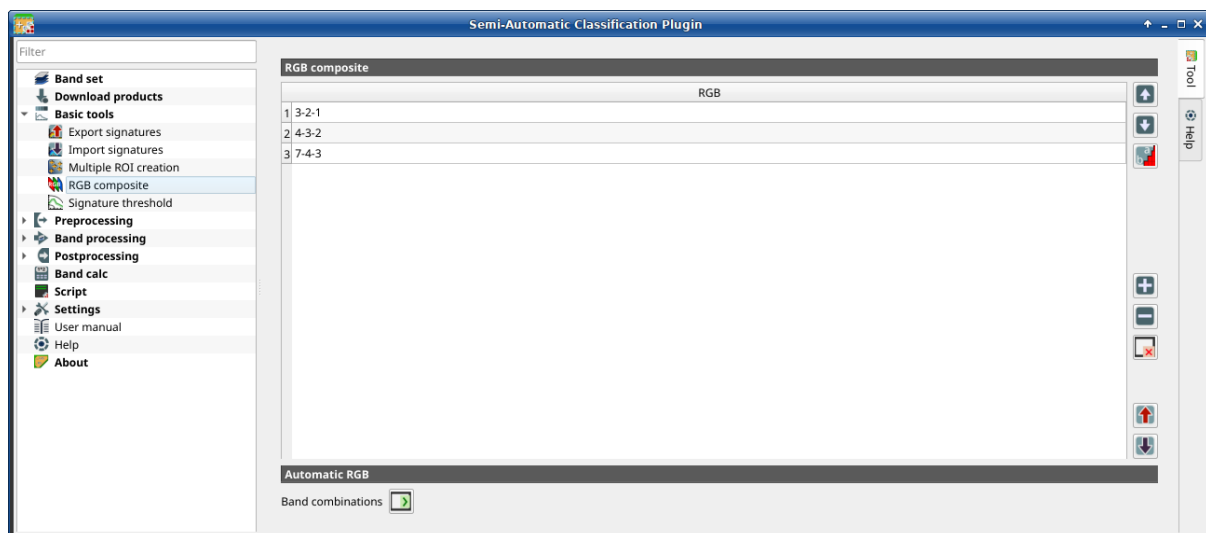 Semi-Automatic Classification Plugin
Filter
Band set
Download products
Basic tools
Export signatures
Import signatures
Multiple ROI creation
RGB composite
Signature threshold
Preprocessing
Band processing
Postprocessing
Band calc
Script
Settings
User manual
Help
About
RGB composite
RGB
1 3-2-1
2 4-3-2
3 7-4-3
Automatic RGB
Band combinations
Tool
Help